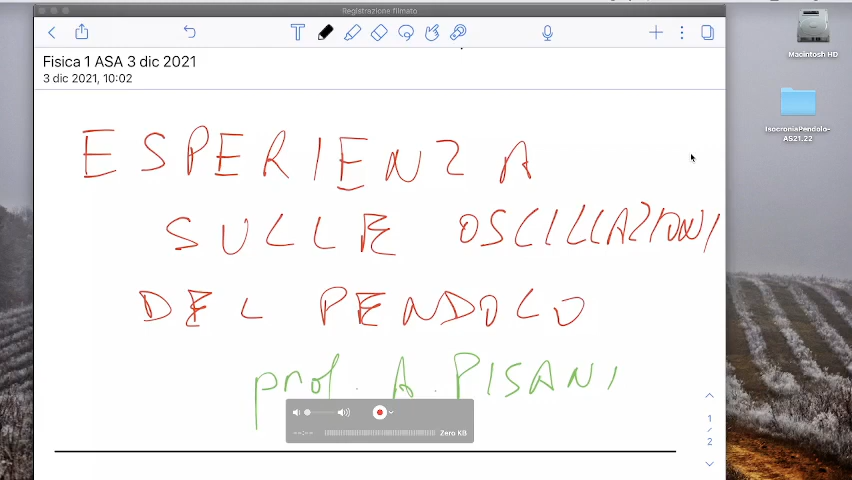 Registrazione filmato
Macintosh HD
Fisica 1 ASA 3 dic 2021
3 dic 2021, 10:02
IsocroniaPendolo-
AS21.22
ESPERIENZA
SULLE OSCILLAZIONI
DEL PENDOLO
prof. A. PISANI
--:--
Zero KB
1
/
2